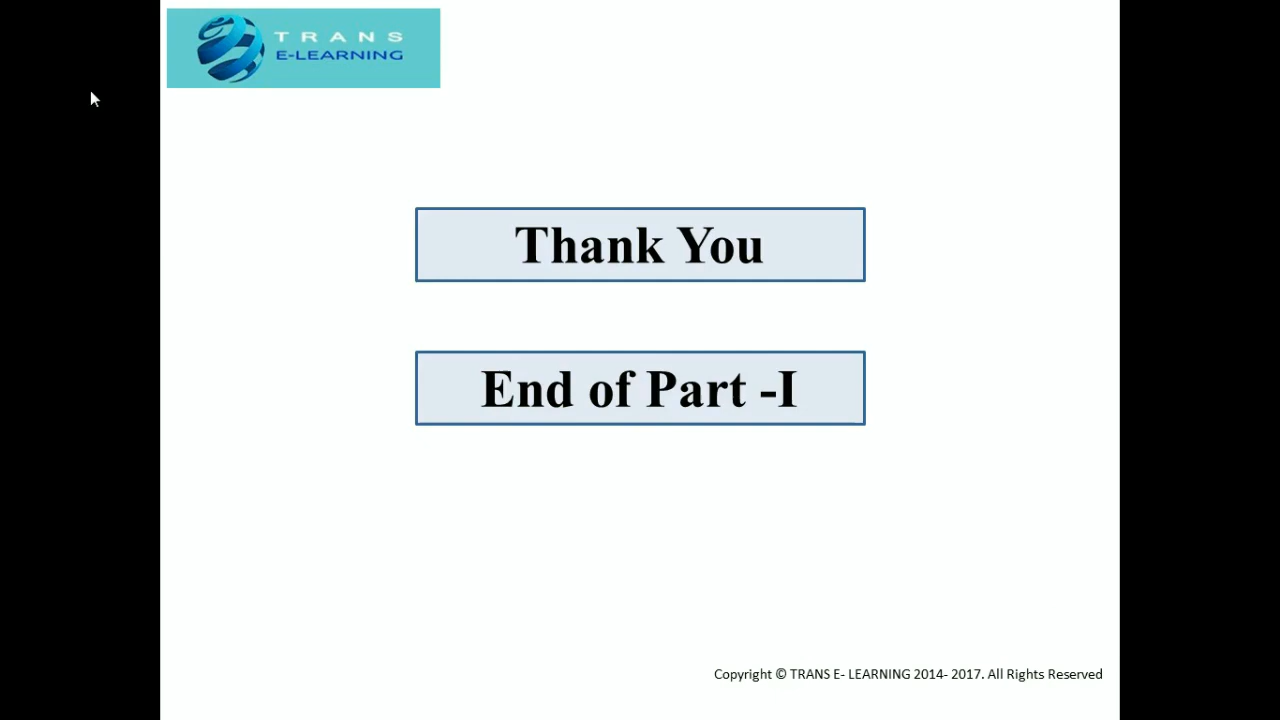 TRANS
E-LEARNING
Thank You
End of Part -I
Copyright © TRANS E- LEARNING 2014- 2017. All Rights Reserved